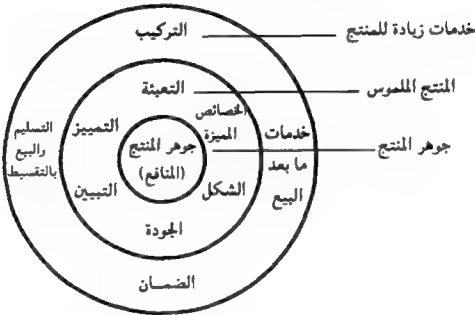 التركيب
خدمات زيادة للمنتج
التعبئة
المنتج الملموس
الخصائص
المميزة
التمييز
التسليم
والبيع
بالتقسيط
جوهر المنتج
(المنافع)
خدمات
ما بعد
البيع
جوهر المنتج
الشكل
التبيين
الجودة
الضمــان